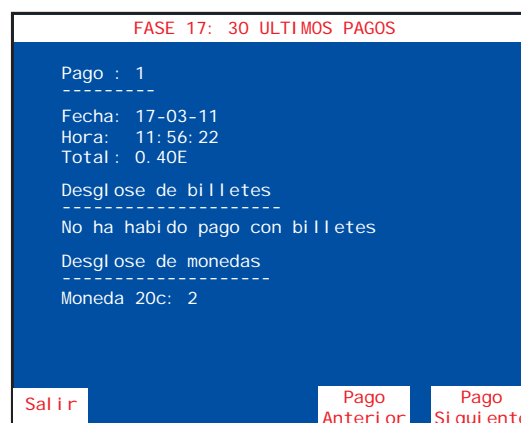 FASE 17: 30 ULTIMOS PAGOS
Pago : 1
---------
Fecha: 17-03-11
Hora: 11:56:22
Total: 0.40E
Desglose de billetes
---------------------
No ha habido pago con billetes
Desglose de monedas
--------------------
Moneda 20c: 2
Salir
Pago Anterior
Pago Siguiente